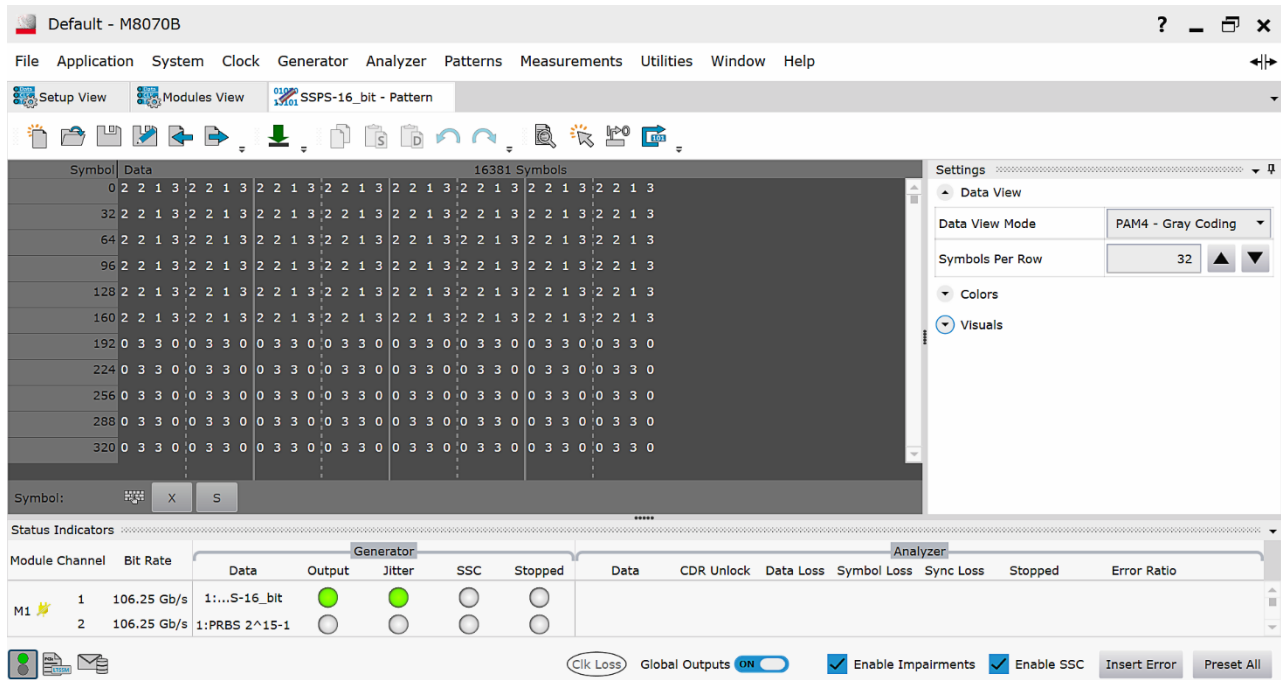 Default - M8070B
File Application System Clock Generator Analyzer Patterns Measurements Utilities Window Help
Setup View Modules View SSPS-16_bit - Pattern
Symbol Data 16381 Symbols
0 2 2 1 3 2 2 1 3 2 2 1 3 2 2 1 3 2 2 1 3 2 2 1 3 2 2 1 3 2 2 1 3
32 2 2 1 3 2 2 1 3 2 2 1 3 2 2 1 3 2 2 1 3 2 2 1 3 2 2 1 3 2 2 1 3
64 2 2 1 3 2 2 1 3 2 2 1 3 2 2 1 3 2 2 1 3 2 2 1 3 2 2 1 3 2 2 1 3
96 2 2 1 3 2 2 1 3 2 2 1 3 2 2 1 3 2 2 1 3 2 2 1 3 2 2 1 3 2 2 1 3
128 2 2 1 3 2 2 1 3 2 2 1 3 2 2 1 3 2 2 1 3 2 2 1 3 2 2 1 3 2 2 1 3
160 2 2 1 3 2 2 1 3 2 2 1 3 2 2 1 3 2 2 1 3 2 2 1 3 2 2 1 3 2 2 1 3
192 0 3 3 0 0 3 3 0 0 3 3 0 0 3 3 0 0 3 3 0 0 3 3 0 0 3 3 0 0 3 3 0
224 0 3 3 0 0 3 3 0 0 3 3 0 0 3 3 0 0 3 3 0 0 3 3 0 0 3 3 0 0 3 3 0
256 0 3 3 0 0 3 3 0 0 3 3 0 0 3 3 0 0 3 3 0 0 3 3 0 0 3 3 0 0 3 3 0
288 0 3 3 0 0 3 3 0 0 3 3 0 0 3 3 0 0 3 3 0 0 3 3 0 0 3 3 0 0 3 3 0
320 0 3 3 0 0 3 3 0 0 3 3 0 0 3 3 0 0 3 3 0 0 3 3 0 0 3 3 0 0 3 3 0
Symbol: X S
Settings
Data View
Data View Mode PAM4 - Gray Coding
Symbols Per Row 32
Colors
Visuals
Status Indicators
Generator Analyzer
Module Channel Bit Rate Data Output Jitter SSC Stopped Data CDR Unlock Data Loss Symbol Loss Sync Loss Stopped Error Ratio
M1 1 106.25 Gb/s 1:...S-16_bit
2 106.25 Gb/s 1:PRBS 2^15-1
Clk Loss Global Outputs ON Enable Impairments Enable SSC Insert Error Preset All